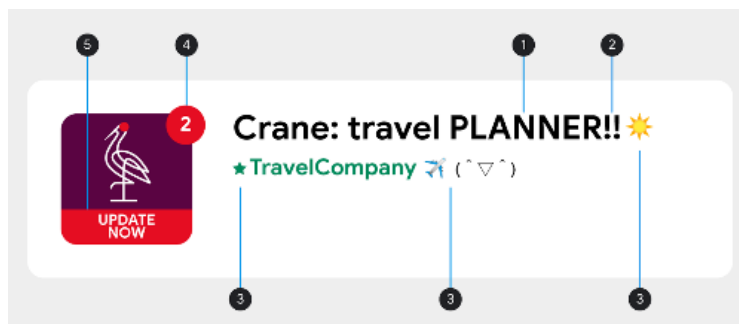 5 4 1 2
2
Crane: travel PLANNER!!☀️
★TravelCompany ✈️ (ˆ▽ˆ)
UPDATE
NOW
3 3 3